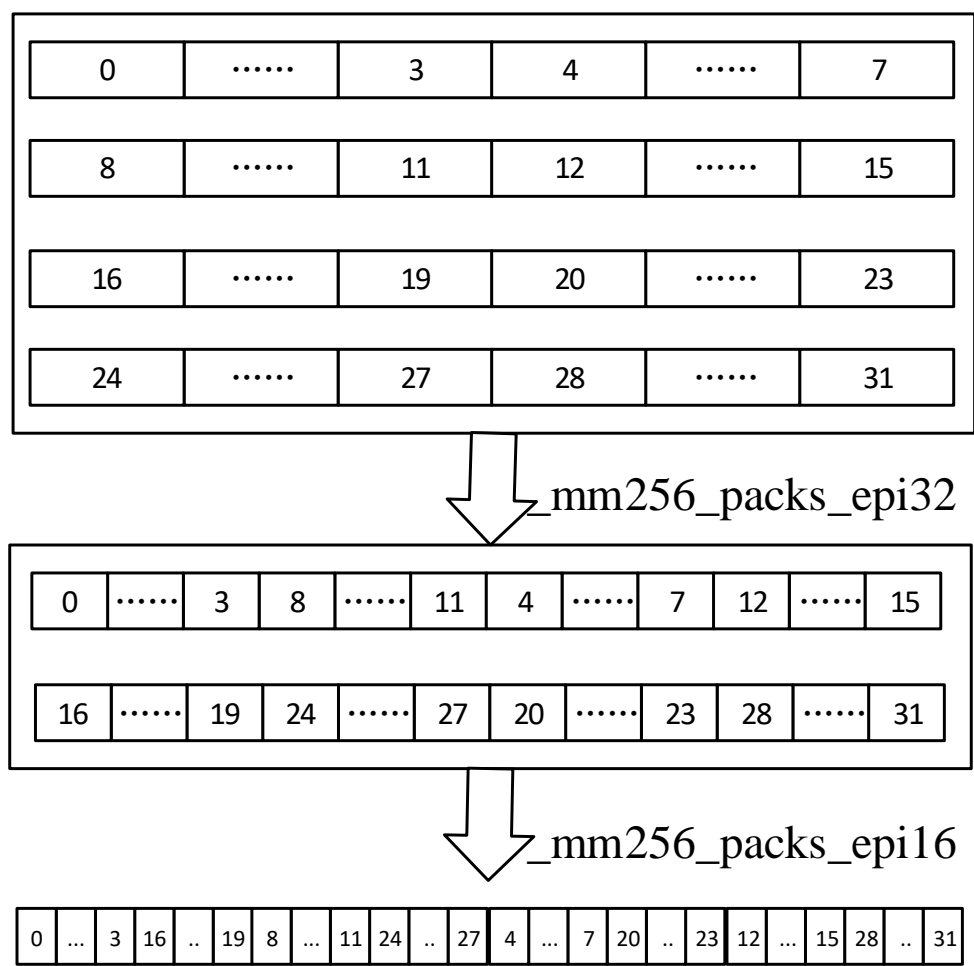 0 ...... 3 4 ...... 7
8 ...... 11 12 ...... 15
16 ...... 19 20 ...... 23
24 ...... 27 28 ...... 31
_mm256_packs_epi32
0 ...... 3 8 ...... 11 4 ...... 7 12 ...... 15
16 ...... 19 24 ...... 27 20 ...... 23 28 ...... 31
_mm256_packs_epi16
0 ... 3 16 .. 19 8 ... 11 24 .. 27 4 ... 7 20 .. 23 12 ... 15 28 .. 31